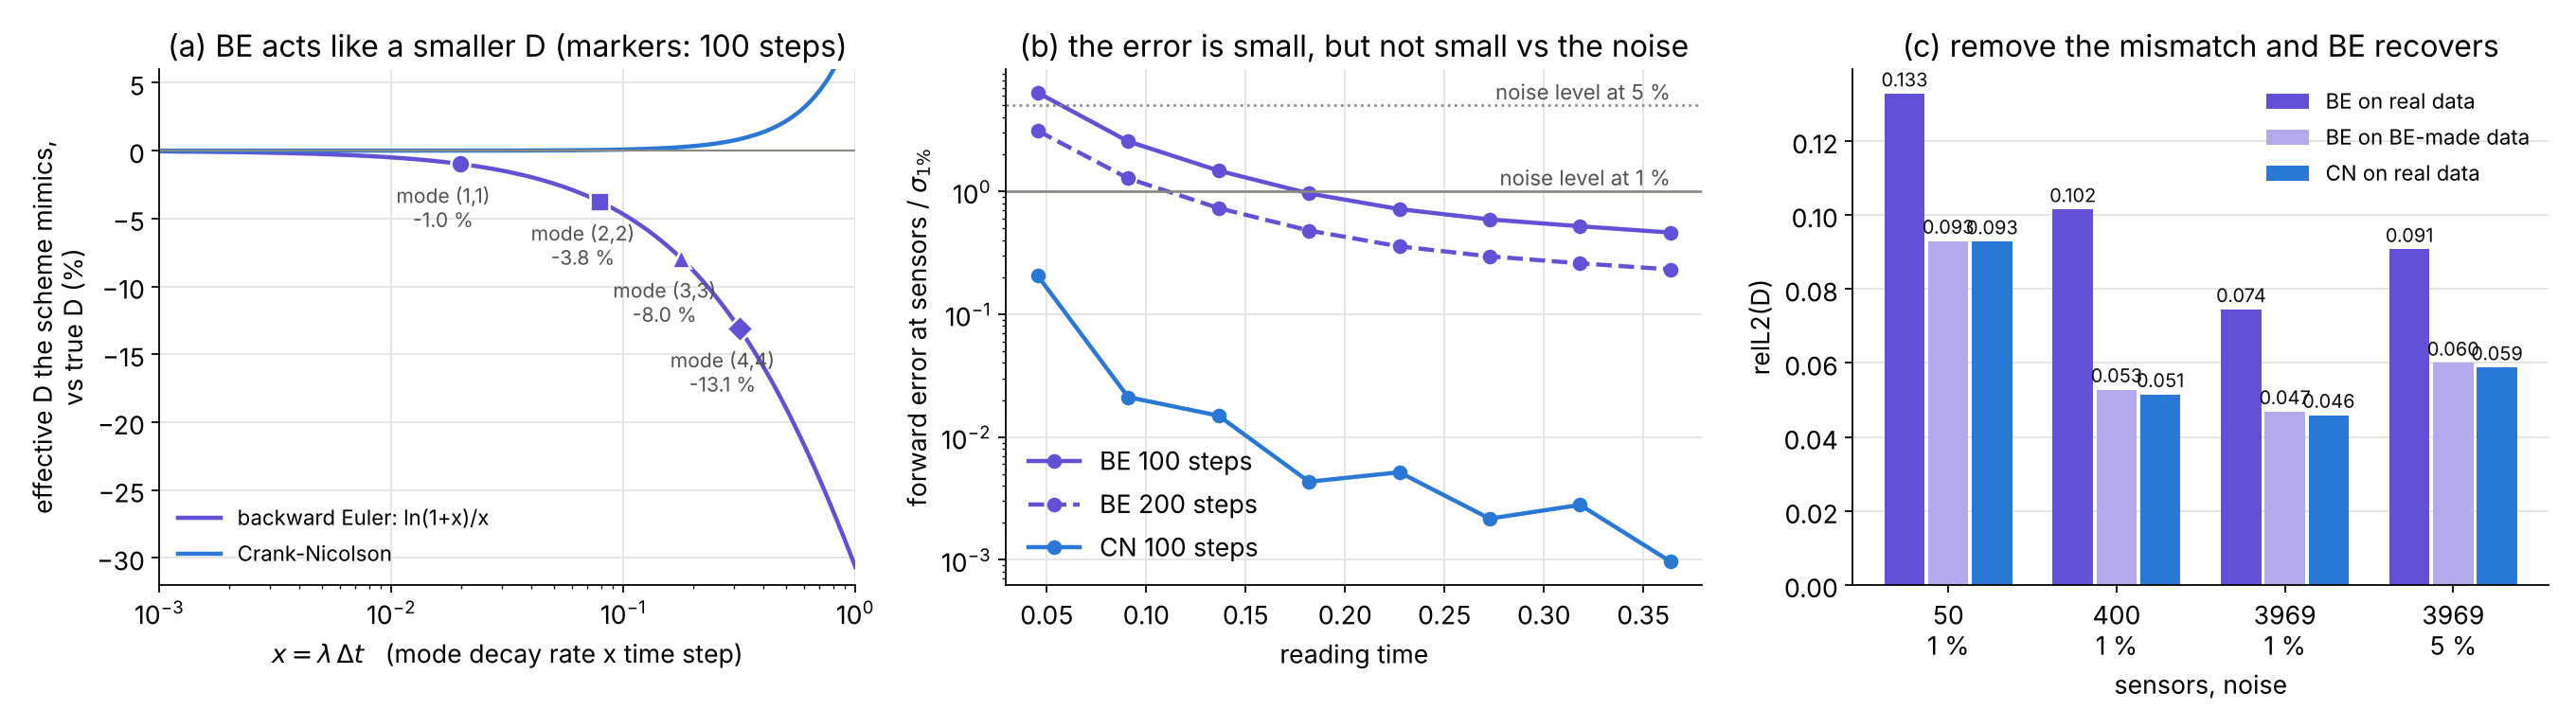 (a) BE acts like a smaller D (markers: 100 steps)
effective D the scheme mimics,
vs true D (%)
5
0
−5
−10
−15
−20
−25
−30
mode (1,1)
-1.0 %
mode (2,2)
-3.8 %
mode (3,3)
-8.0 %
mode (4,4)
-13.1 %
backward Euler: ln(1+x)/x
Crank-Nicolson
10⁻³ 10⁻² 10⁻¹ 10⁰
x = λ Δt (mode decay rate x time step)
(b) the error is small, but not small vs the noise
forward error at sensors / σ₁%
noise level at 5 %
noise level at 1 %
10⁰
10⁻¹
10⁻²
10⁻³
BE 100 steps
BE 200 steps
CN 100 steps
0.05 0.10 0.15 0.20 0.25 0.30 0.35
reading time
(c) remove the mismatch and BE recovers
relL2(D)
0.12
0.10
0.08
0.06
0.04
0.02
0.00
BE on real data
BE on BE-made data
CN on real data
0.133
0.093
0.093
0.102
0.053
0.051
0.074
0.047
0.046
0.091
0.060
0.059
50 400 3969 3969
1 % 1 % 1 % 5 %
sensors, noise